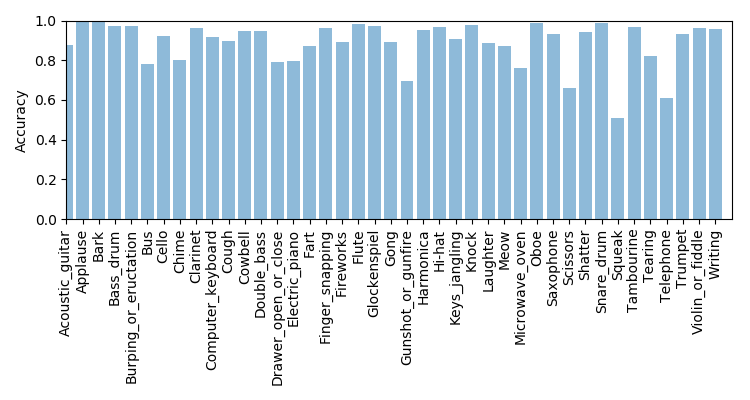 Accuracy
1.0
0.8
0.6
0.4
0.2
0.0
Acoustic_guitar
Applause
Bark
Bass_drum
Burping_or_eructation
Bus
Cello
Chime
Clarinet
Computer_keyboard
Cough
Cowbell
Double_bass
Drawer_open_or_close
Electric_piano
Fart
Finger_snapping
Fireworks
Flute
Glockenspiel
Gong
Gunshot_or_gunfire
Harmonica
Hi-hat
Keys_jangling
Knock
Laughter
Meow
Microwave_oven
Oboe
Saxophone
Scissors
Shatter
Snare_drum
Squeak
Tambourine
Tearing
Telephone
Trumpet
Violin_or_fiddle
Writing